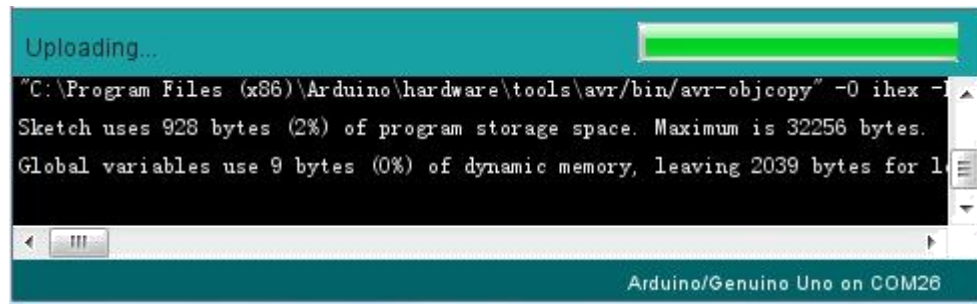 Uploading...
"C:\Program Files (x86)\Arduino\hardware\tools\avr/bin/avr-objcopy" -O ihex
Sketch uses 928 bytes (2%) of program storage space. Maximum is 32256 bytes.
Global variables use 9 bytes (0%) of dynamic memory, leaving 2039 bytes for
Arduino/Genuino Uno on COM26